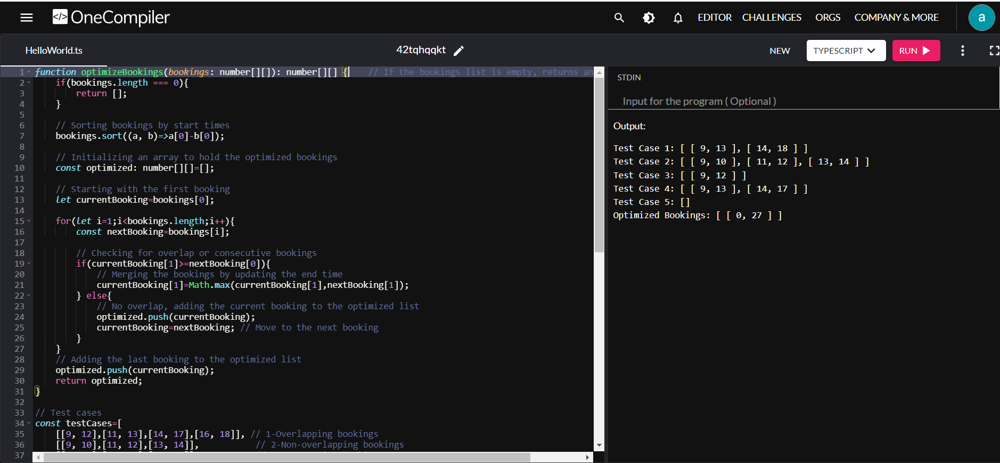 </> OneCompiler
EDITOR CHALLENGES ORGS COMPANY & MORE a
HelloWorld.ts 42tqhqqkt NEW TYPESCRIPT RUN
1 function optimizeBookings(bookings: number[][]): number[][] { // If the bookings list is empty, returns an
2 if(bookings.length === 0){
3 return [];
4 }
5
6 // Sorting bookings by start times
7 bookings.sort((a, b)=>a[0]-b[0]);
8
9 // Initializing an array to hold the optimized bookings
10 const optimized: number[][]=[];
11
12 // Starting with the first booking
13 let currentBooking=bookings[0];
14
15 for(let i=1;i<bookings.length;i++){
16 const nextBooking=bookings[i];
17
18 // Checking for overlap or consecutive bookings
19 if(currentBooking[1]>=nextBooking[0]){
20 // Merging the bookings by updating the end time
21 currentBooking[1]=Math.max(currentBooking[1],nextBooking[1]);
22 } else{
23 // No overlap, adding the current booking to the optimized list
24 optimized.push(currentBooking);
25 currentBooking=nextBooking; // Move to the next booking
26 }
27 }
28 // Adding the last booking to the optimized list
29 optimized.push(currentBooking);
30 return optimized;
31 }
32
33 // Test cases
34 const testCases=[
35 [[9, 12],[11, 13],[14, 17],[16, 18]], // 1-Overlapping bookings
36 [[9, 10],[11, 12],[13, 14]], // 2-Non-overlapping bookings
37
STDIN
Input for the program ( Optional )
Output:
Test Case 1: [ [ 9, 13 ], [ 14, 18 ] ]
Test Case 2: [ [ 9, 10 ], [ 11, 12 ], [ 13, 14 ] ]
Test Case 3: [ [ 9, 12 ] ]
Test Case 4: [ [ 9, 13 ], [ 14, 17 ] ]
Test Case 5: []
Optimized Bookings: [ [ 0, 27 ] ]